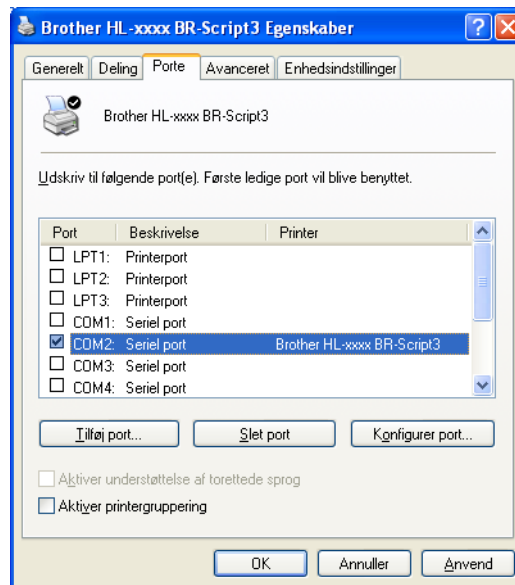 Brother HL-xxxx BR-Script3 Egenskaber
Generelt Deling Porte Avanceret Enhedsindstillinger
Brother HL-xxxx BR-Script3
Udskriv til følgende port(e). Første ledige port vil blive benyttet.
Port Beskrivelse Printer
LPT1: Printerport
LPT2: Printerport
LPT3: Printerport
COM1: Seriel port
COM2: Seriel port Brother HL-xxxx BR-Script3
COM3: Seriel port
COM4: Seriel port
Tilføj port... Slet port Konfigurer port...
Aktiver understøttelse af torettede sprog
Aktiver printergruppering
OK Annuller Anvend